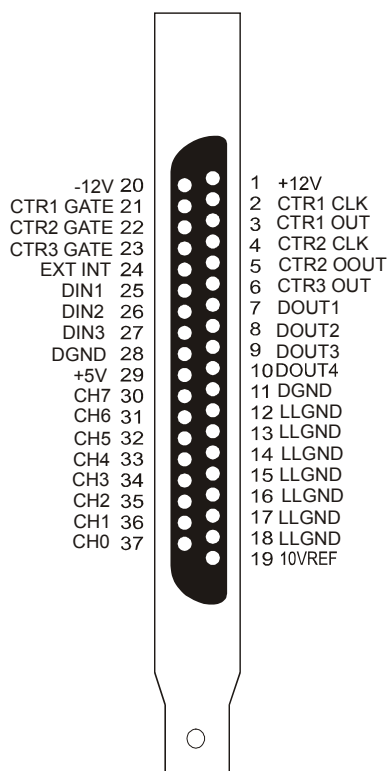 -12V 20
CTR1 GATE 21
CTR2 GATE 22
CTR3 GATE 23
EXT INT 24
DIN1 25
DIN2 26
DIN3 27
DGND 28
+5V 29
CH7 30
CH6 31
CH5 32
CH4 33
CH3 34
CH2 35
CH1 36
CH0 37
1 +12V
2 CTR1 CLK
3 CTR1 OUT
4 CTR2 CLK
5 CTR2 OOUT
6 CTR3 OUT
7 DOUT1
8 DOUT2
9 DOUT3
10 DOUT4
11 DGND
12 LLGND
13 LLGND
14 LLGND
15 LLGND
16 LLGND
17 LLGND
18 LLGND
19 10VREF